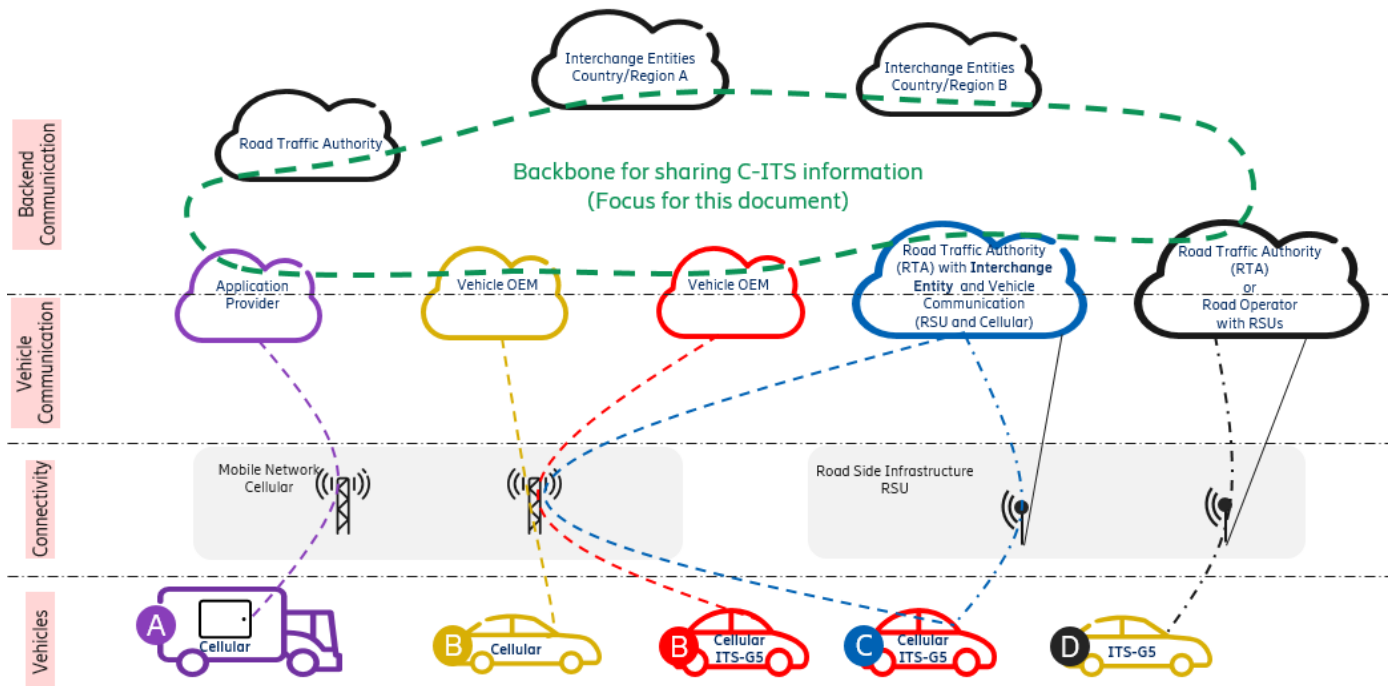 Interchange Entities
Country/Region A
Interchange Entities
Country/Region B
Road Traffic Authority
Backend
Communication
Backbone for sharing C-ITS information
(Focus for this document)
Application
Provider
Vehicle OEM
Vehicle OEM
Road Traffic Authority
(RTA) with Interchange
Entity and Vehicle
Communication
(RSU and Cellular)
Road Traffic Authority
(RTA)
or
Road Operator
with RSUs
Vehicle
Communication
Connectivity
Mobile Network
Cellular
Road Side Infrastructure
RSU
Vehicles
A
Cellular
B
Cellular
B
Cellular
ITS-G5
C
Cellular
ITS-G5
D
ITS-G5